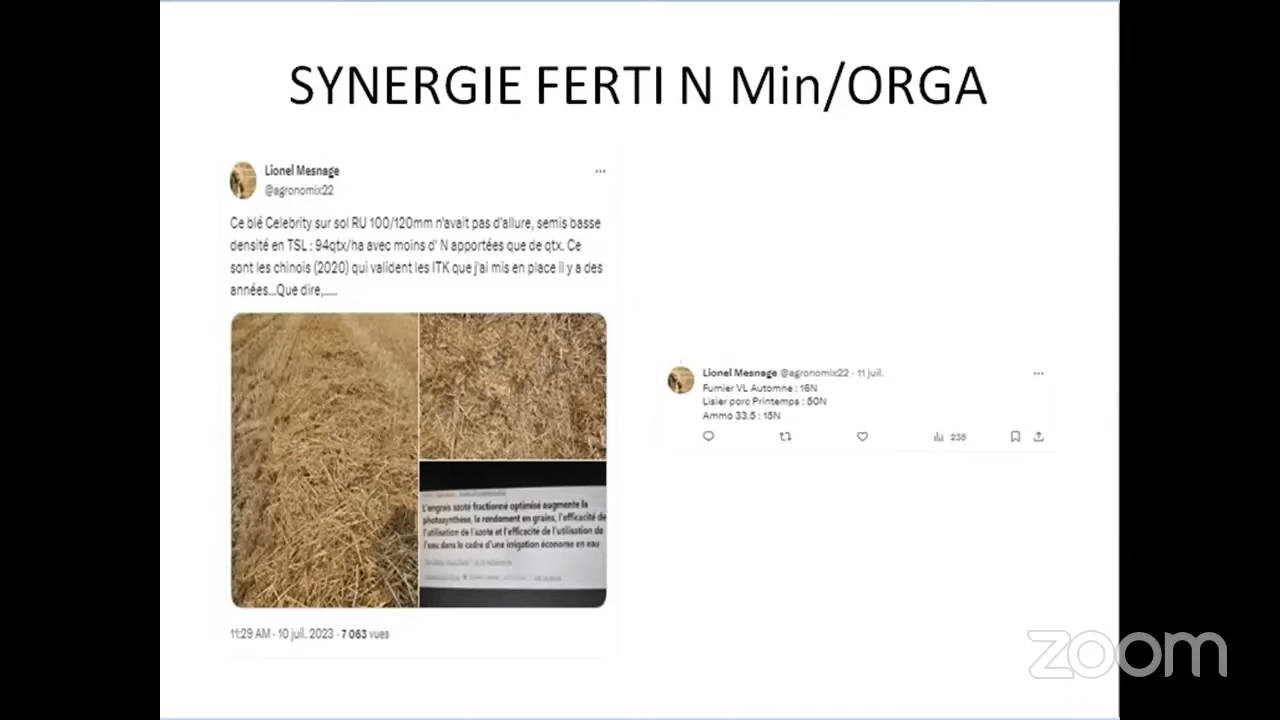 SYNERGIE FERTI N Min/ORGA
Lionel Mesnage
@agronomix22
Ce blé Celebrity sur sol RU 100/120mm n'avait pas d'allure, semis basse
densité en TSL : 94qtx/ha avec moins d' N apportées que de qtx. Ce
sont les chinois (2020) qui valident les ITK que j'ai mis en place il y a des
années...Que dire,.....
L'engrais azoté fractionné optimisé augmente la
photosynthèse, le rendement en grains, l'efficacité de
l'utilisation de l'azote et l'efficacité de l'utilisation de
l'eau dans le cadre d'une irrigation économe en eau
11:29 AM · 10 juil. 2023 · 7 063 vues
Lionel Mesnage @agronomix22 · 11 juil.
Fumier VL Automne : 16N
Lisier porc Printemps : 50N
Ammo 33.5 : 15N
236
zoom